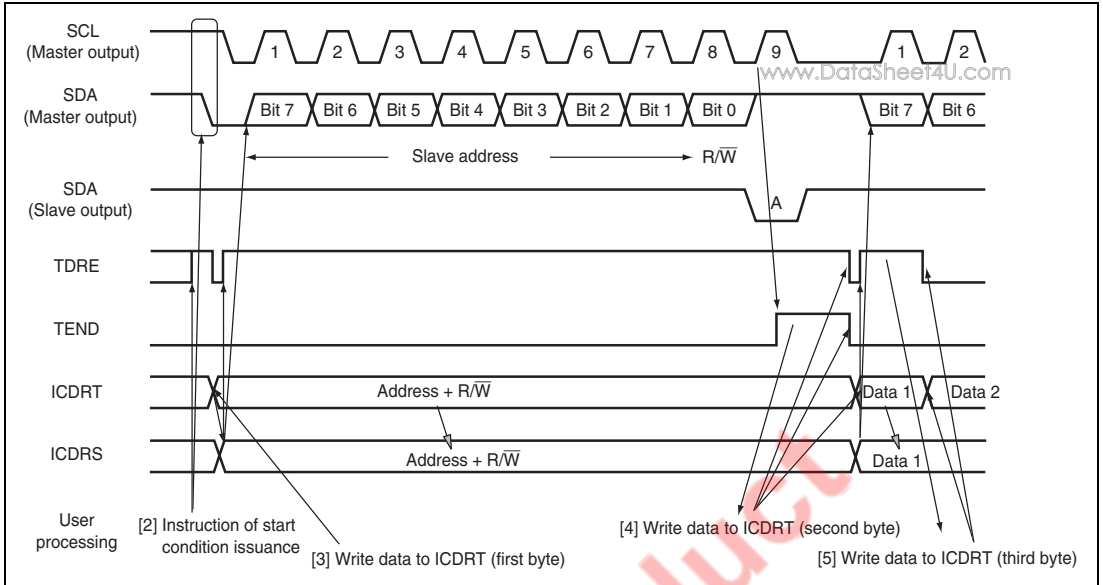 SCL
(Master output)
1 2 3 4 5 6 7 8 9 1 2
www.DataSheet4U.com
SDA
(Master output)
Bit 7 Bit 6 Bit 5 Bit 4 Bit 3 Bit 2 Bit 1 Bit 0 Bit 7 Bit 6
Slave address R/W̅
SDA
(Slave output)
A
TDRE
TEND
ICDRT
Address + R/W̅ Data 1 Data 2
ICDRS
Address + R/W̅ Data 1
User
processing
[2] Instruction of start
condition issuance
[3] Write data to ICDRT (first byte)
[4] Write data to ICDRT (second byte)
[5] Write data to ICDRT (third byte)